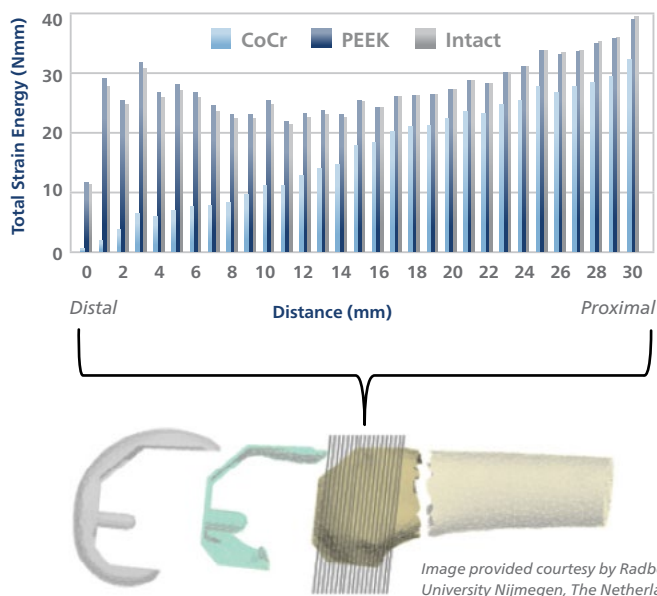 Total Strain Energy (Nmm)
40
30
20
10
0
CoCr PEEK Intact
0 2 4 6 8 10 12 14 16 18 20 22 24 26 28 30
Distal Distance (mm) Proximal
Image provided courtesy by Radb
University Nijmegen, The Netherla